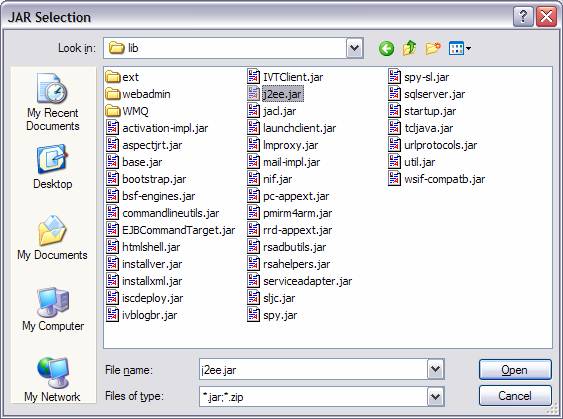 JAR Selection
Look in: lib
My Recent
Documents
Desktop
My Documents
My Computer
My Network
ext
webadmin
WMQ
activation-impl.jar
aspectjrt.jar
base.jar
bootstrap.jar
bsf-engines.jar
commandlineutils.jar
EJBCommandTarget.jar
htmlshell.jar
installver.jar
installxml.jar
iscdeploy.jar
ivblogbr.jar
IVTClient.jar
j2ee.jar
jacl.jar
launchclient.jar
lmproxy.jar
mail-impl.jar
nif.jar
pc-appext.jar
pmirm4arm.jar
rrd-appext.jar
rsadbutils.jar
rsahelpers.jar
serviceadapter.jar
sljc.jar
spy.jar
spy-sl.jar
sqlserver.jar
startup.jar
tcljava.jar
urlprotocols.jar
util.jar
wsif-compatb.jar
File name: j2ee.jar
Open
Files of type: *.jar;*.zip
Cancel